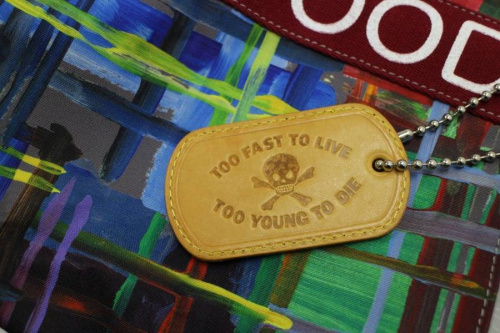 OOD
TOO FAST TO LIVE
TOO YOUNG TO DIE